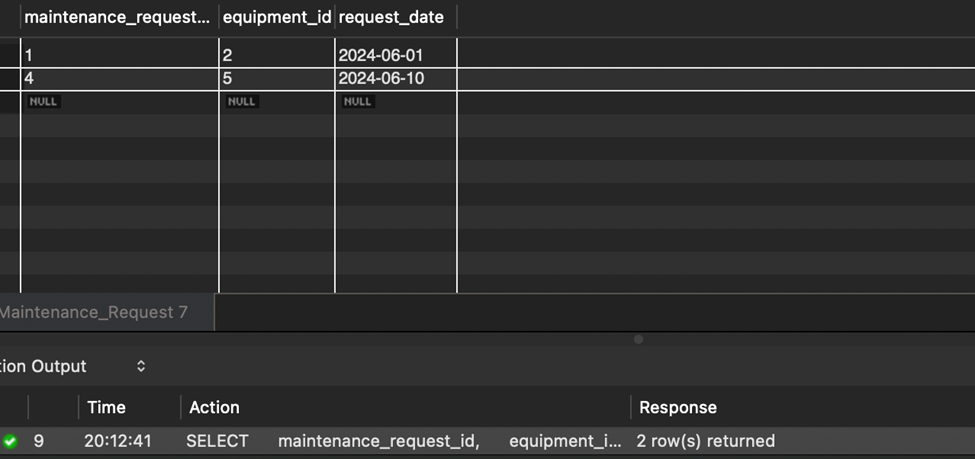 maintenance_request... equipment_id request_date
1 2 2024-06-01
4 5 2024-06-10
NULL NULL NULL
Maintenance_Request 7
tion Output
Time Action Response
9 20:12:41 SELECT maintenance_request_id, equipment_i... 2 row(s) returned